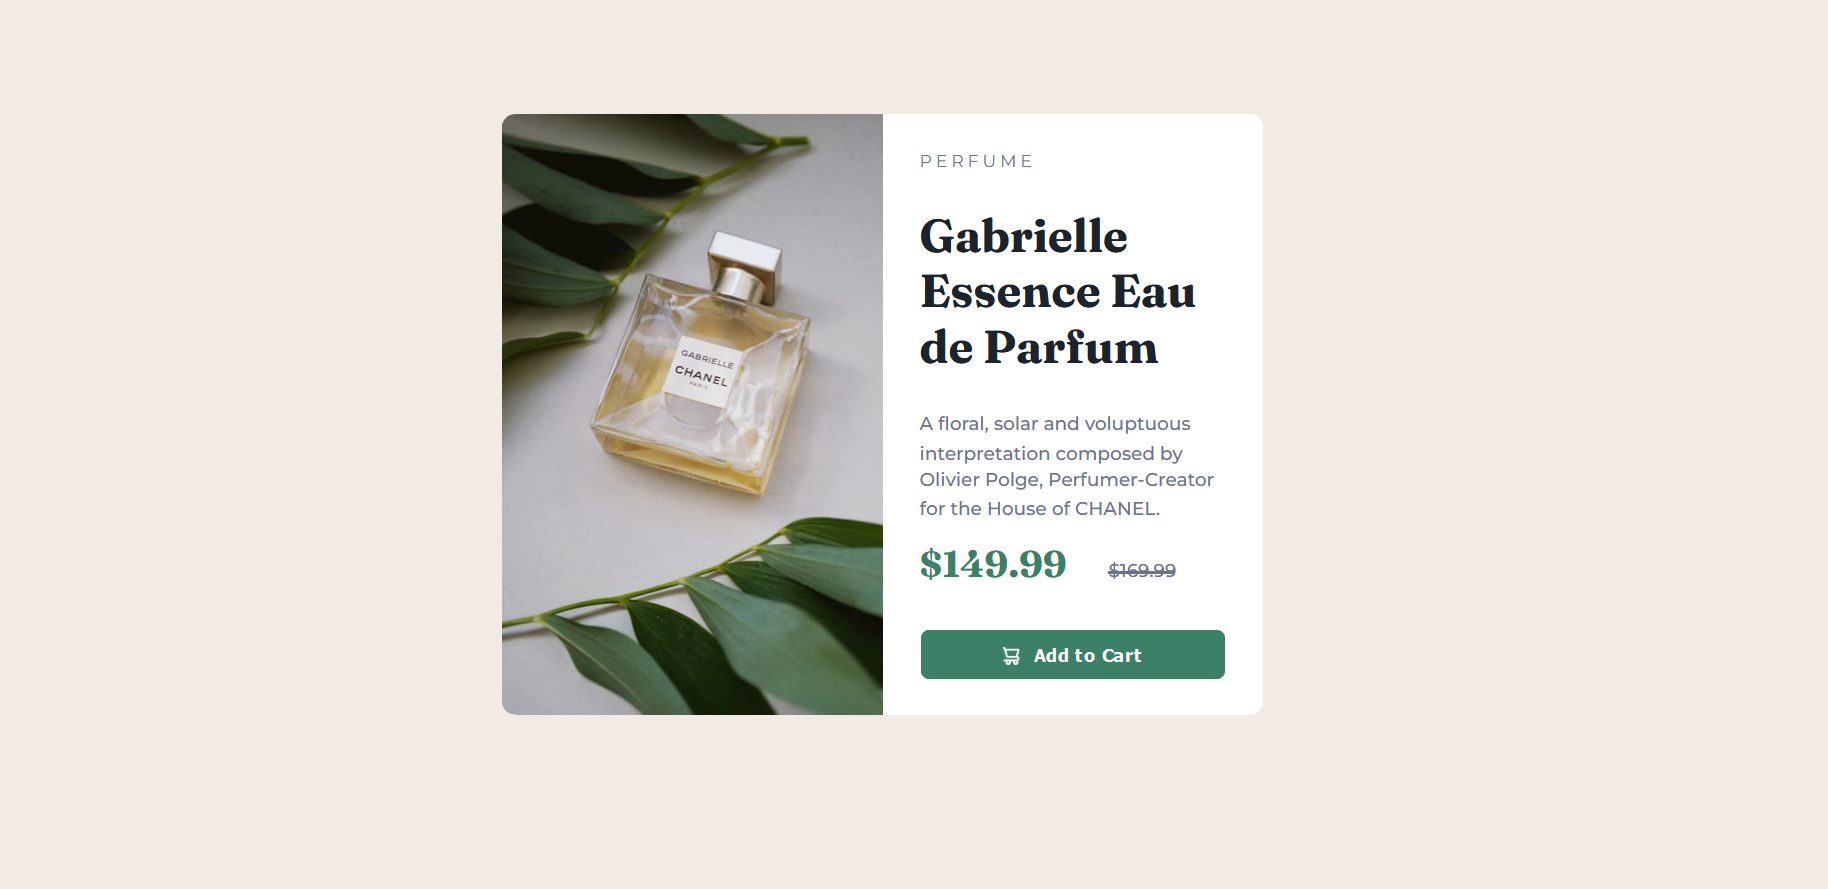 PERFUME
Gabrielle
Essence Eau
de Parfum
A floral, solar and voluptuous
interpretation composed by
Olivier Polge, Perfumer-Creator
for the House of CHANEL.
$149.99 $169.99
Add to Cart
GABRIELLE
CHANEL
PARIS